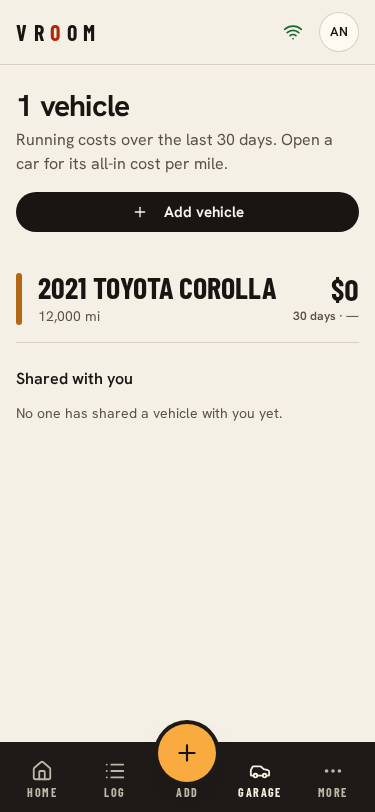 VROOM
AN
1 vehicle
Running costs over the last 30 days. Open a
car for its all-in cost per mile.
+ Add vehicle
2021 TOYOTA COROLLA
$0
12,000 mi
30 days · —
Shared with you
No one has shared a vehicle with you yet.
HOME
LOG
ADD
GARAGE
MORE